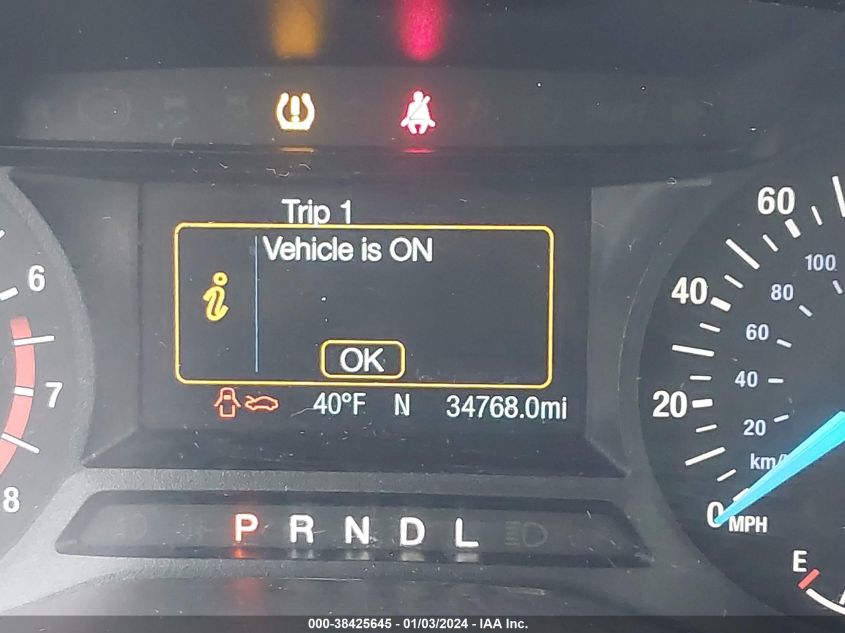 Trip 1
Vehicle is ON
i
OK
40°F N 34768.0mi
P R N D L
6
7
8
60
40
20
0
MPH
100
80
60
40
20
km/
E
000-38425645 - 01/03/2024 - IAA Inc.